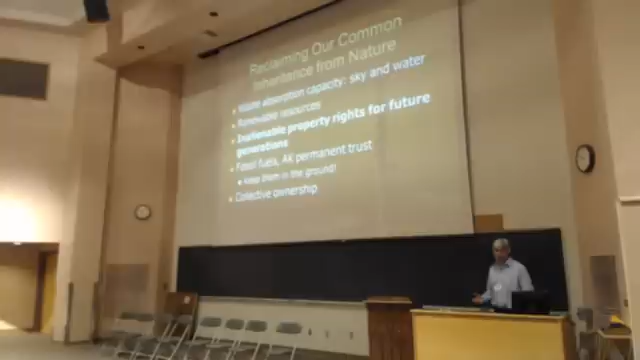 Reclaiming Our Common
Inheritance from Nature
Waste absorption capacity: sky and water
Renewable resources
Inalienable property rights for future
generations
Fossil fuels, AK permanent trust
Keep them in the ground!
Collective ownership